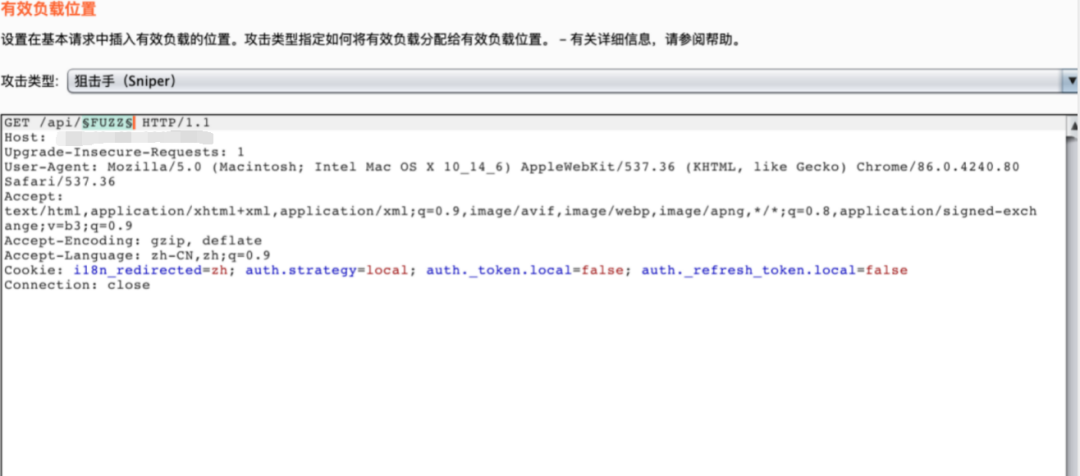 有效负载位置
设置在基本请求中插入有效负载的位置。攻击类型指定如何将有效负载分配给有效负载位置。 – 有关详细信息，请参阅帮助。
攻击类型: 狙击手（Sniper）
GET /api/§FUZZ§ HTTP/1.1
Host:
Upgrade-Insecure-Requests: 1
User-Agent: Mozilla/5.0 (Macintosh; Intel Mac OS X 10_14_6) AppleWebKit/537.36 (KHTML, like Gecko) Chrome/86.0.4240.80
Safari/537.36
Accept:
text/html,application/xhtml+xml,application/xml;q=0.9,image/avif,image/webp,image/apng,*/*;q=0.8,application/signed-exch
ange;v=b3;q=0.9
Accept-Encoding: gzip, deflate
Accept-Language: zh-CN,zh;q=0.9
Cookie: i18n_redirected=zh; auth.strategy=local; auth._token.local=false; auth._refresh_token.local=false
Connection: close